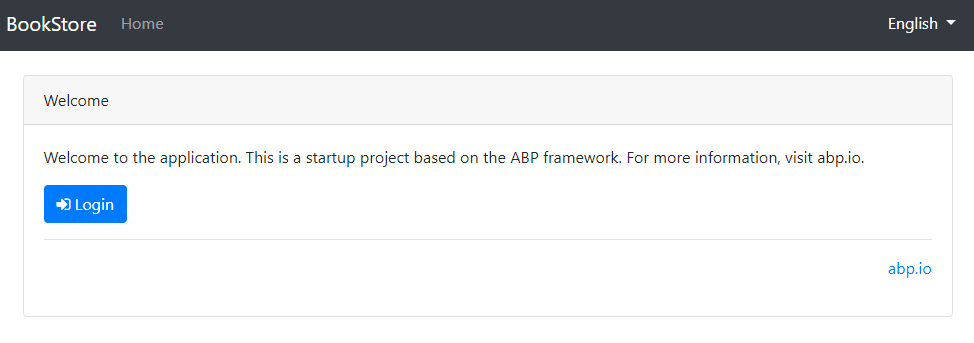 BookStore Home English
Welcome
Welcome to the application. This is a startup project based on the ABP framework. For more information, visit abp.io.
Login
abp.io